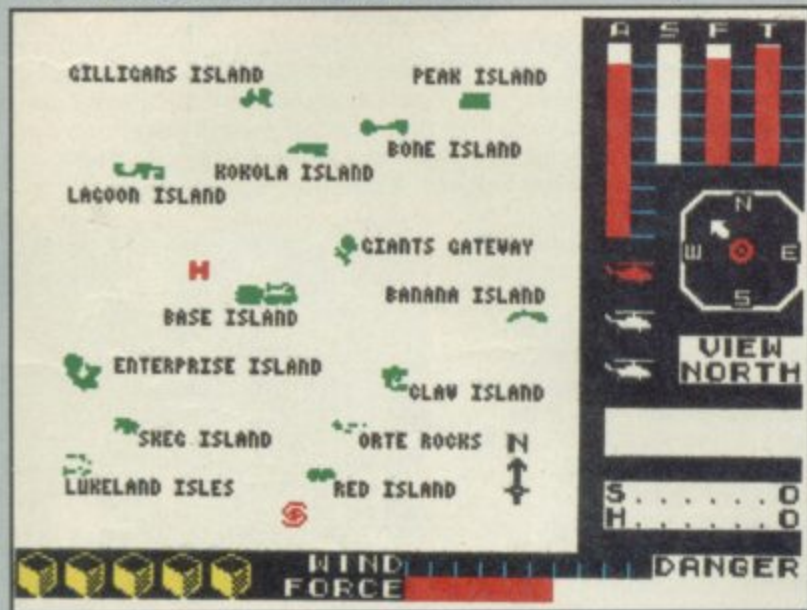 GILLIGANS ISLAND
PEAK ISLAND
BONE ISLAND
KOKOLA ISLAND
LAGOON ISLAND
GIANTS GATEWAY
H
BANANA ISLAND
BASE ISLAND
ENTERPRISE ISLAND
CLAW ISLAND
SKEG ISLAND
ORTE ROCKS
N
LUKELAND ISLES
RED ISLAND
A S F T
N
W E
S
VIEW
NORTH
S......0
H......0
WIND
FORCE
DANGER